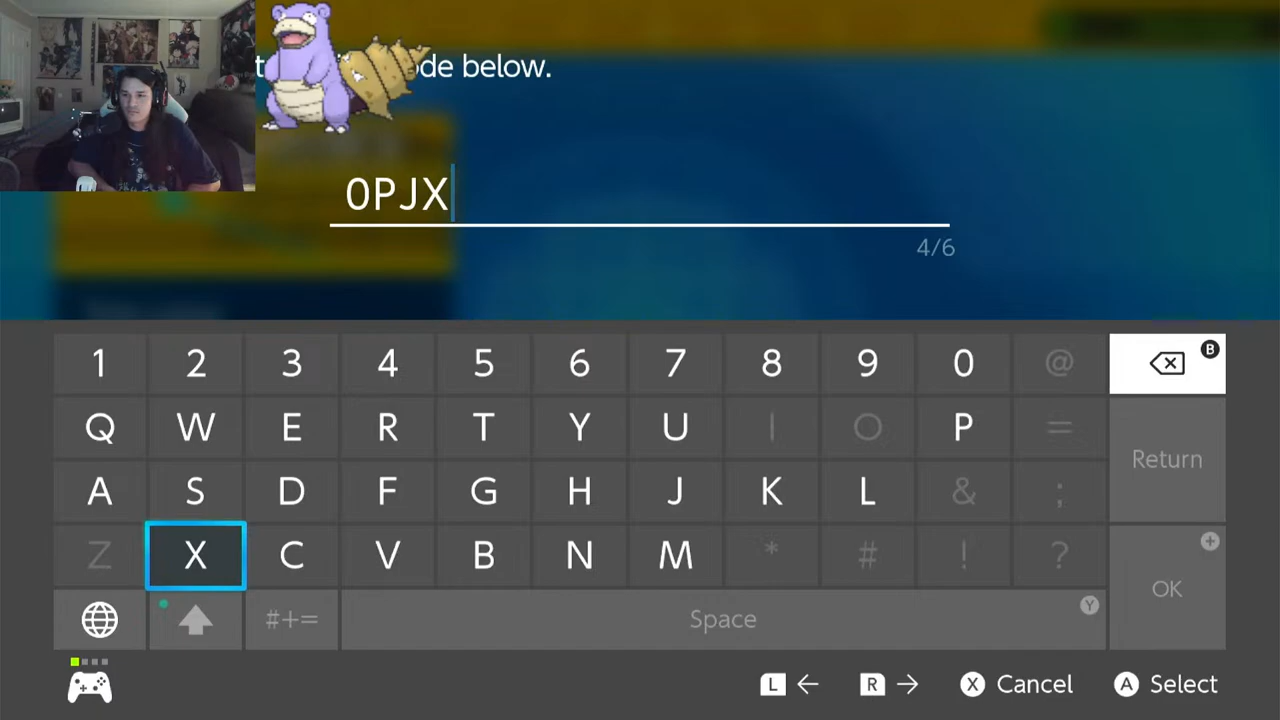 ode below.
0PJX
4/6
1 2 3 4 5 6 7 8 9 0 @ B
Q W E R T Y U I O P =
Return
A S D F G H J K L & ;
Z X C V B N M * # ! ? +
OK
#+= Space Y
L ← R → X Cancel A Select